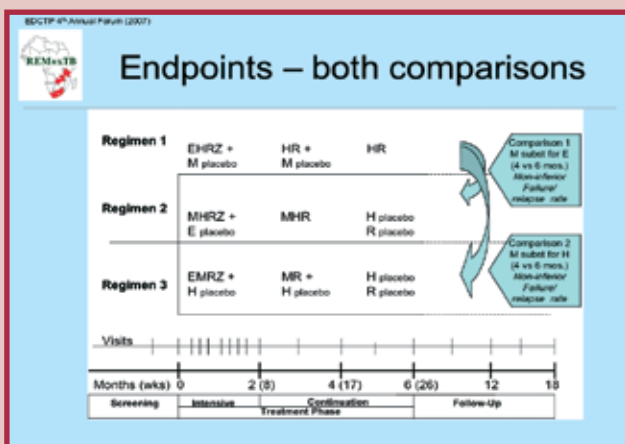 EDCTP 4th Annual Forum (2007)
REMoxTB
Endpoints – both comparisons
Regimen 1
EHRZ +
M placebo
HR +
M placebo
HR
Comparison 1
M subst for E
(4 vs 6 mos.)
Non-inferior
Failure/
relapse rate
Regimen 2
MHRZ +
E placebo
MHR
H placebo
R placebo
Regimen 3
EMRZ +
H placebo
MR +
H placebo
H placebo
R placebo
Comparison 2
M subst for H
(4 vs 6 mos.)
Non-inferior
Failure/
relapse rate
Visits
Months (wks) 0 2 (8) 4 (17) 6 (26) 12 18
Screening Intensive Continuation Follow-Up
Treatment Phase